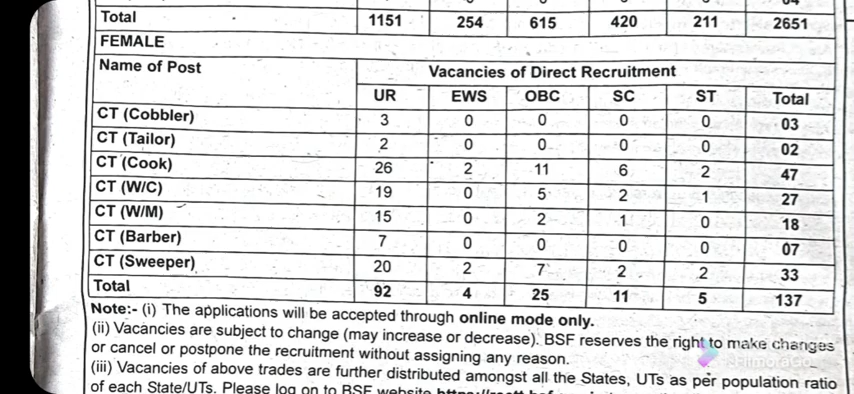 Total 1151 254 615 420 211 2651
FEMALE
Name of Post Vacancies of Direct Recruitment
UR EWS OBC SC ST Total
CT (Cobbler) 3 0 0 0 0 03
CT (Tailor) 2 0 0 0 0 02
CT (Cook) 26 2 11 6 2 47
CT (W/C) 19 0 5 2 1 27
CT (W/M) 15 0 2 1 0 18
CT (Barber) 7 0 0 0 0 07
CT (Sweeper) 20 2 7 2 2 33
Total 92 4 25 11 5 137
Note:- (i) The applications will be accepted through online mode only.
(ii) Vacancies are subject to change (may increase or decrease). BSF reserves the right to make changes
or cancel or postpone the recruitment without assigning any reason.
FilmoraGo
(iii) Vacancies of above trades are further distributed amongst all the States, UTs as per population ratio
of each State/UTs. Please log on to BSF website